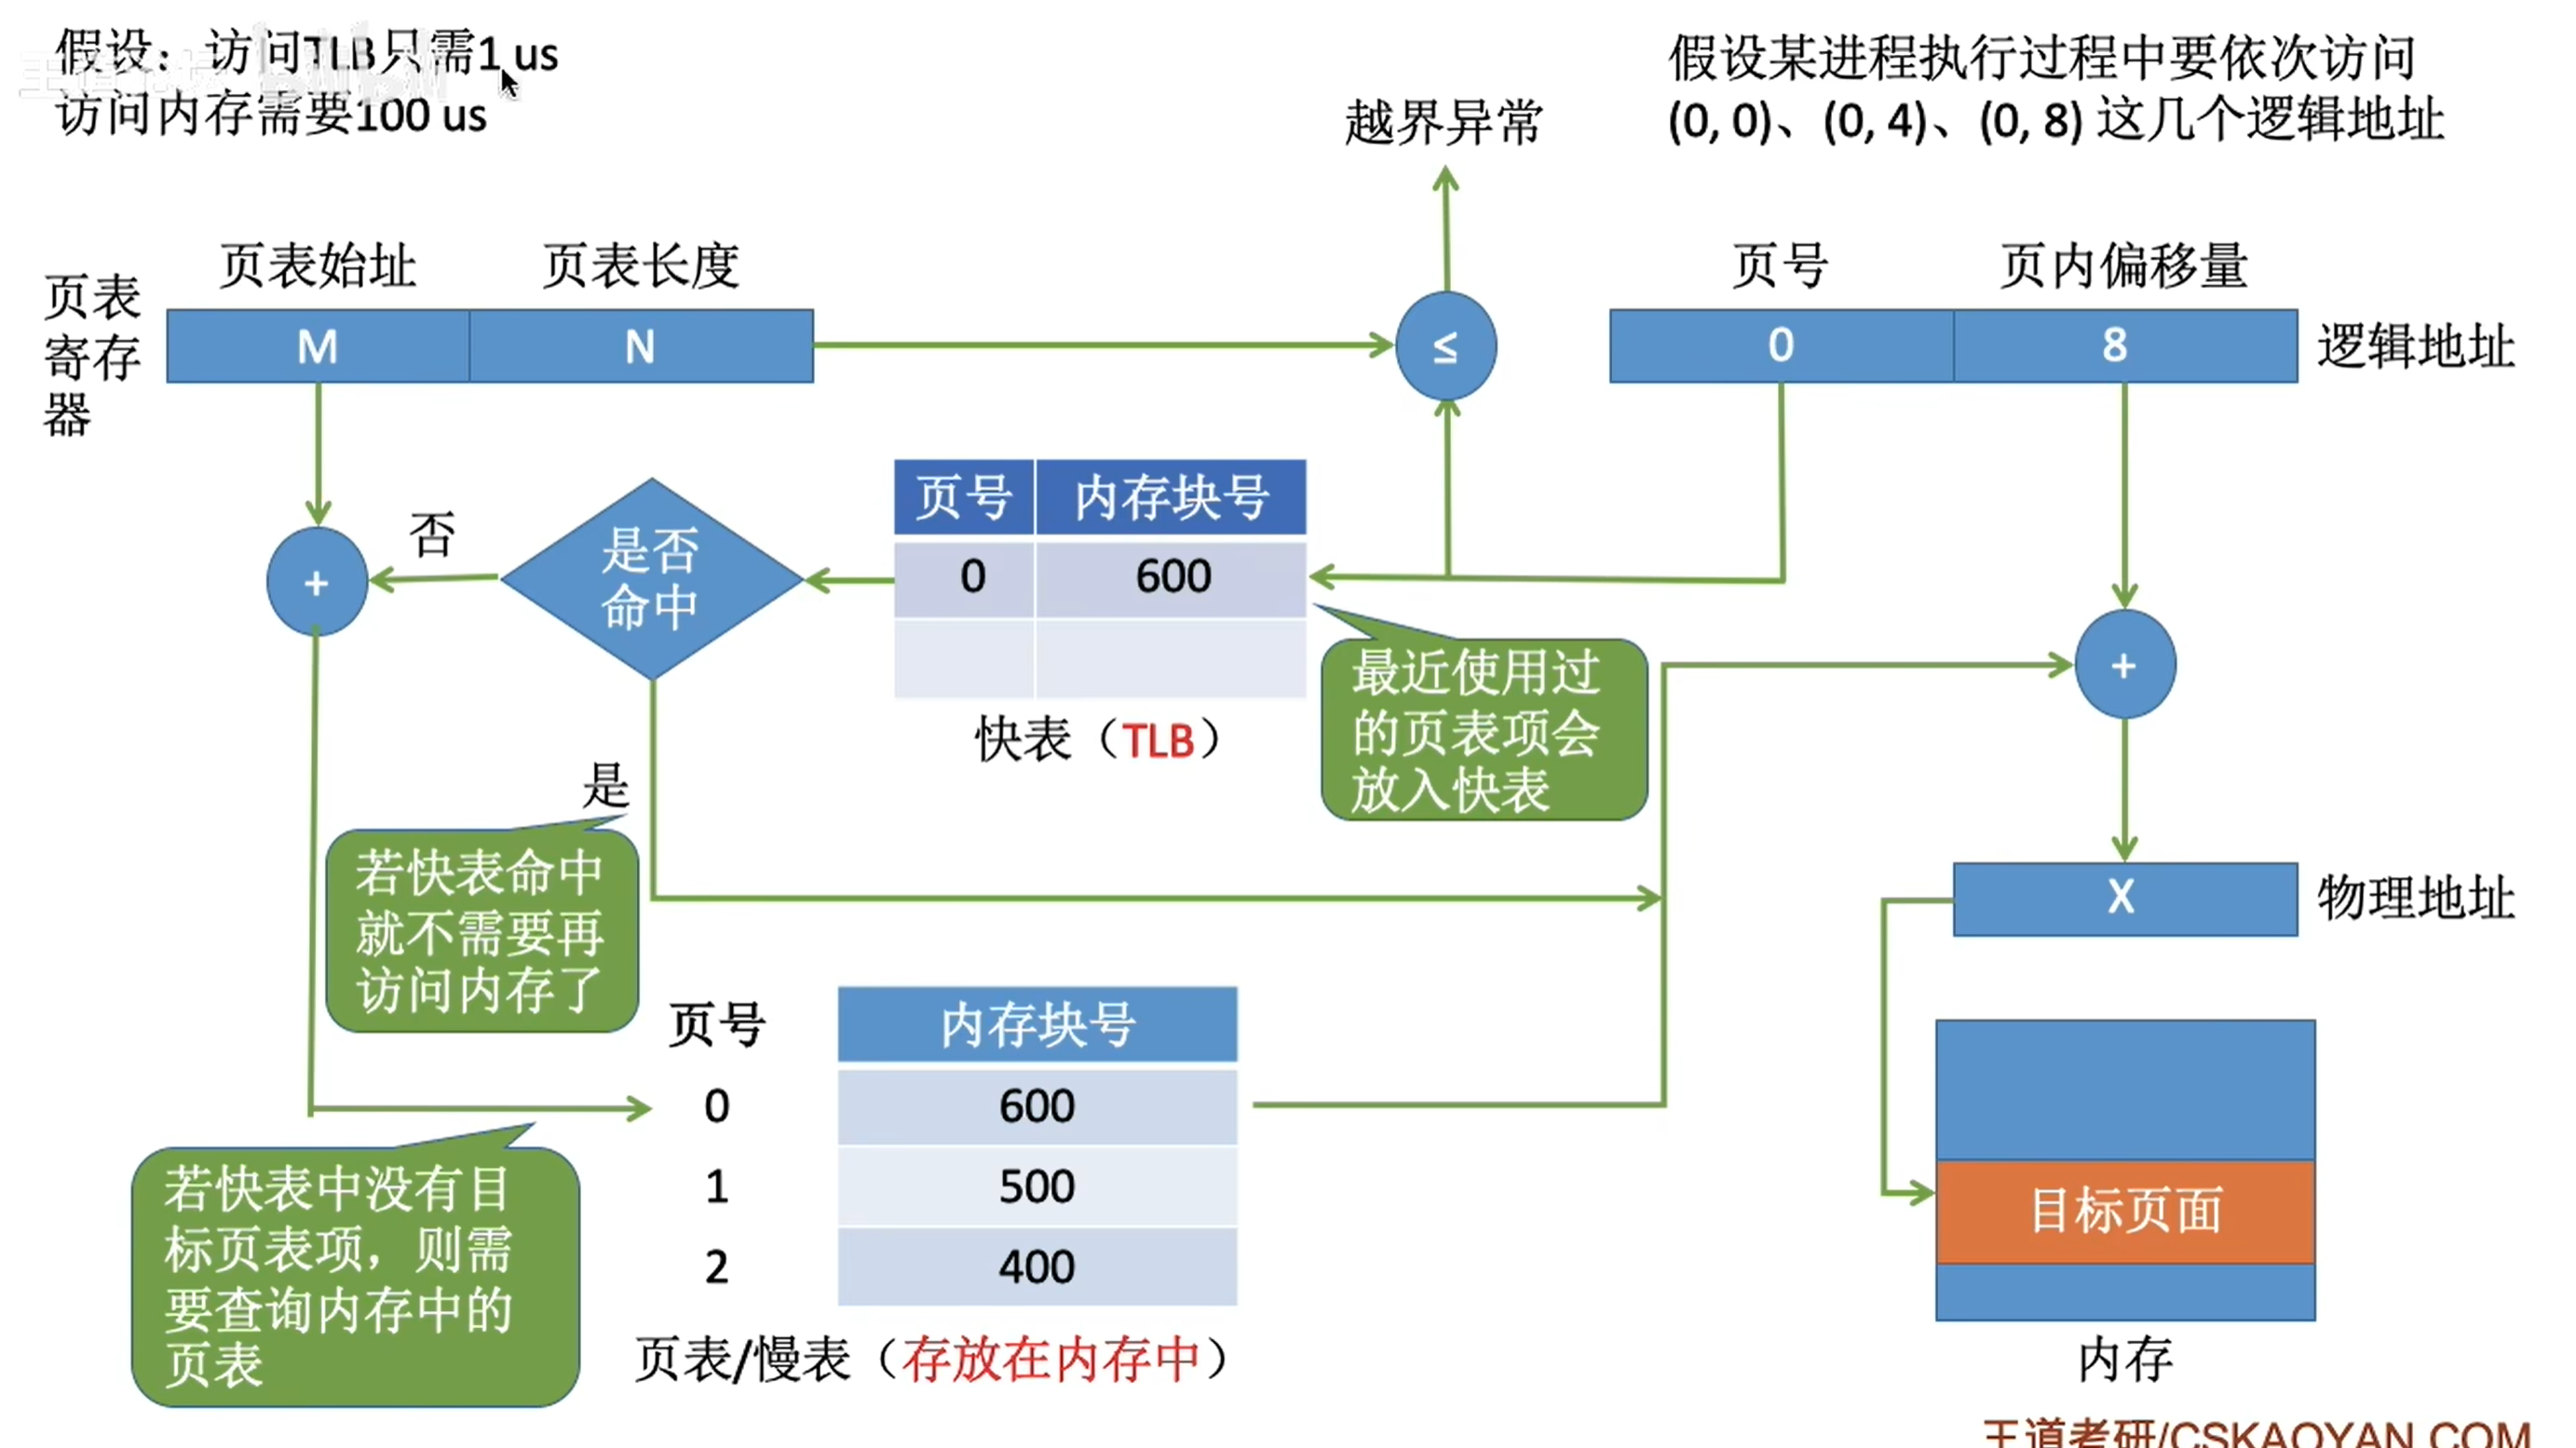 假设：访问TLB只需1 us
访问内存需要100 us
假设某进程执行过程中要依次访问
(0, 0)、(0, 4)、(0, 8) 这几个逻辑地址
越界异常
页表始址
页表长度
页号
页内偏移量
页表
寄存
器
M
N
≤
0
8
逻辑地址
页号
内存块号
0
600
快表（TLB）
是否
命中
否
+
是
最近使用过
的页表项会
放入快表
+
若快表命中
就不需要再
访问内存了
X
物理地址
页号
内存块号
0
600
1
500
2
400
页表/慢表（存放在内存中）
若快表中没有目
标页表项，则需
要查询内存中的
页表
目标页面
内存
王道考研/CSKAOYAN.COM